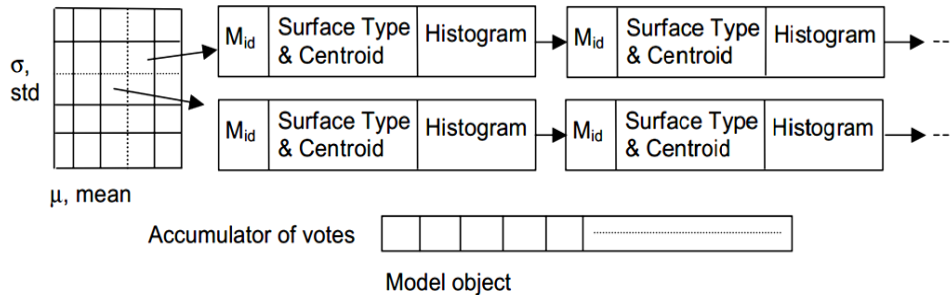 σ,
std
M_id
Surface Type
& Centroid
Histogram
M_id
Surface Type
& Centroid
Histogram
--
M_id
Surface Type
& Centroid
Histogram
M_id
Surface Type
& Centroid
Histogram
--
μ, mean
Accumulator of votes
Model object